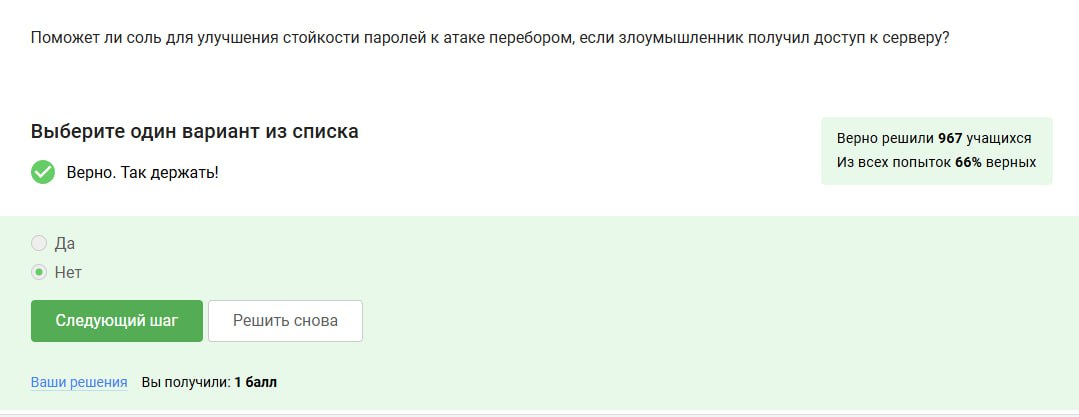 Поможет ли соль для улучшения стойкости паролей к атаке перебором, если злоумышленник получил доступ к серверу?
Выберите один вариант из списка
Верно решили 967 учащихся
Из всех попыток 66% верных
Верно. Так держать!
Да
Нет
Следующий шаг
Решить снова
Ваши решения Вы получили: 1 балл